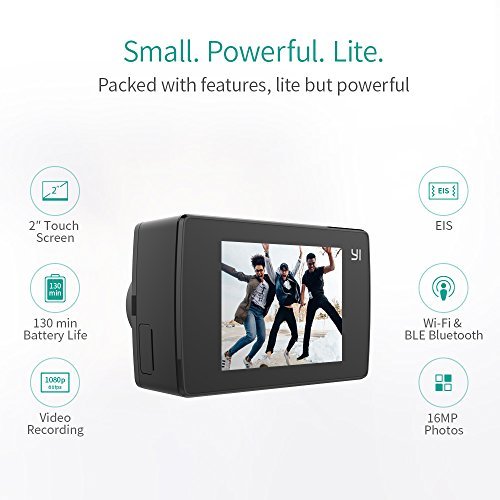 Small. Powerful. Lite.
Packed with features, lite but powerful
2"
2" Touch
Screen
EIS
EIS
YI
130
min
130 min
Battery Life
Wi-Fi &
BLE Bluetooth
1080p
60fps
Video
Recording
16MP
Photos